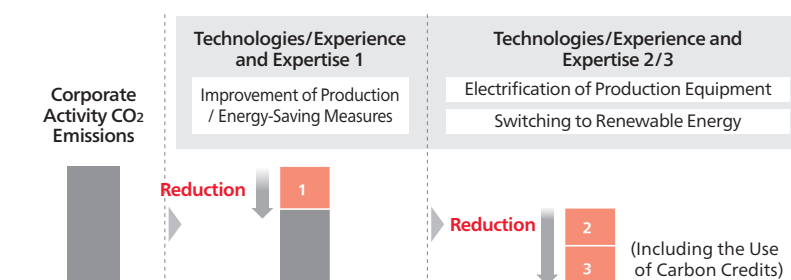 Technologies/Experience
and Expertise 1
Technologies/Experience and
Expertise 2/3
Corporate
Activity CO2
Emissions
Improvement of Production
/ Energy-Saving Measures
Electrification of Production Equipment
Switching to Renewable Energy
Reduction
1
Reduction
2
3
(Including the Use
of Carbon Credits)